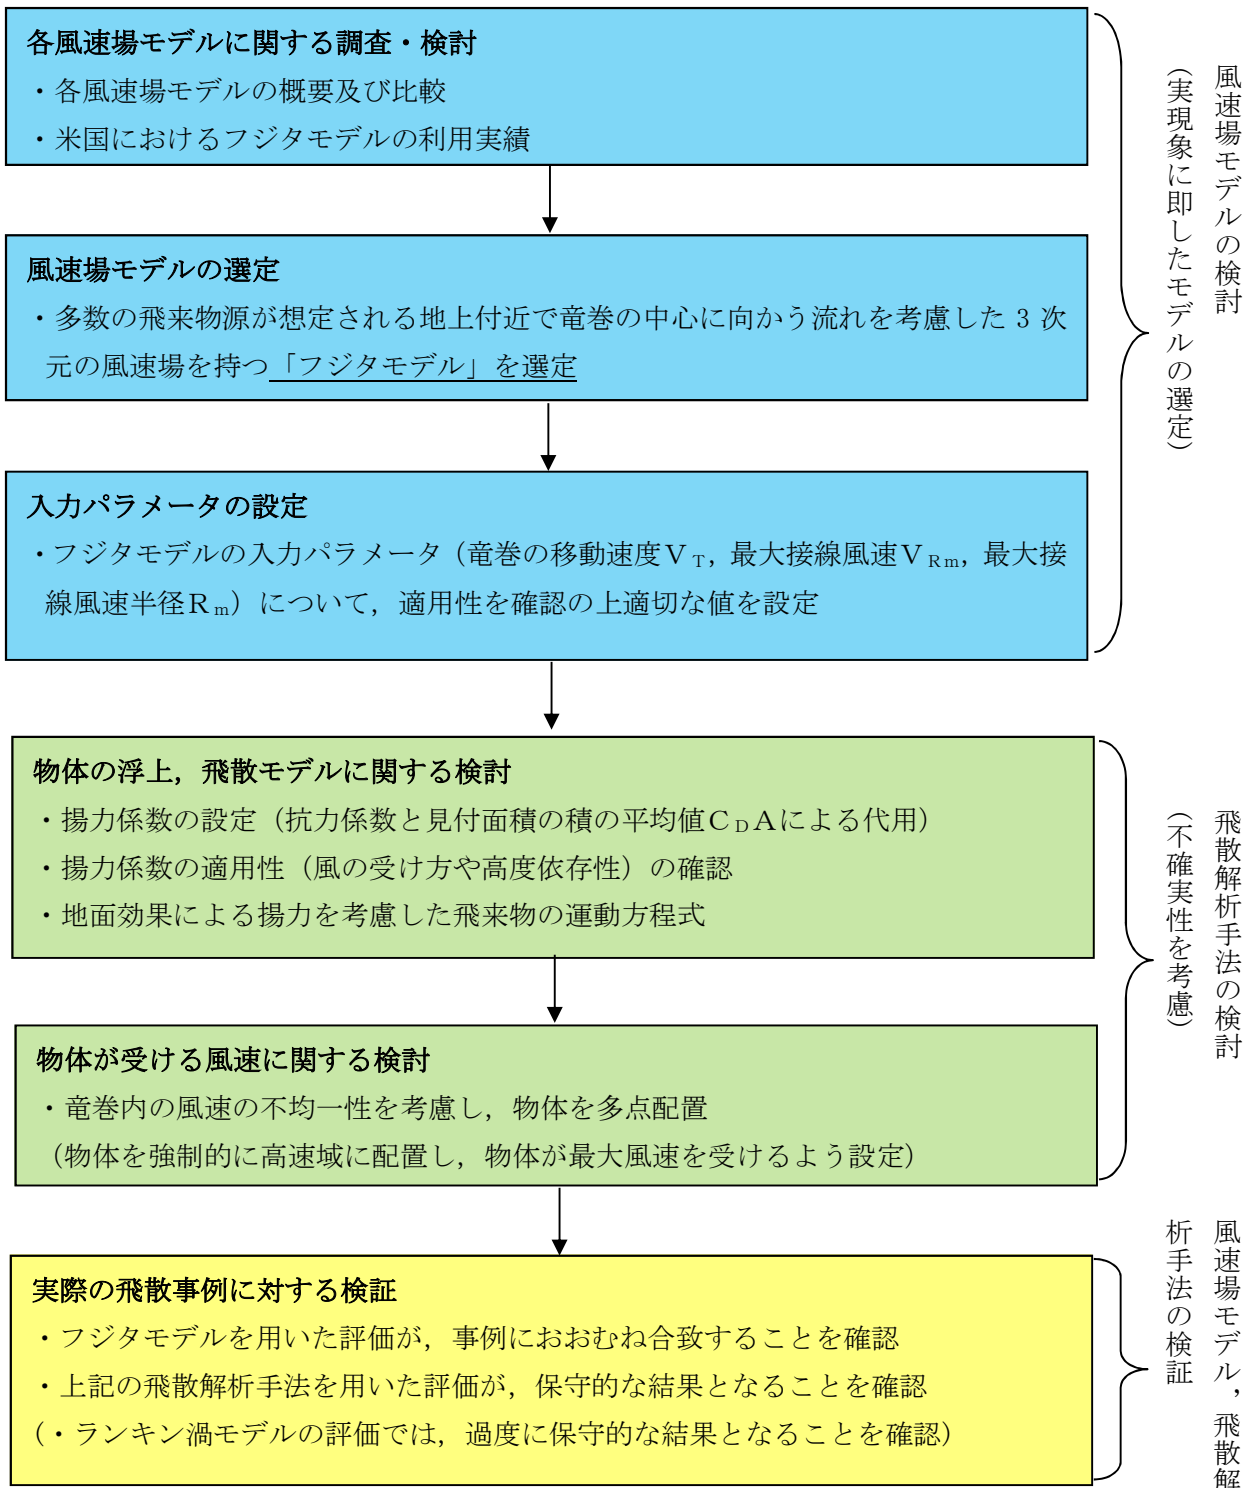 各風速場モデルに関する調査・検討
・各風速場モデルの概要及び比較
・米国におけるフジタモデルの利用実績
風速場モデルの選定
・多数の飛来物源が想定される地上付近で竜巻の中心に向かう流れを考慮した 3 次
元の風速場を持つ「フジタモデル」を選定
入力パラメータの設定
・フジタモデルの入力パラメータ（竜巻の移動速度ＶT，最大接線風速ＶRm，最大接
線風速半径Ｒm）について，適用性を確認の上適切な値を設定
風速場モデルの検討
（実現象に即したモデルの選定）
物体の浮上，飛散モデルに関する検討
・揚力係数の設定（抗力係数と見付面積の積の平均値ＣDＡによる代用）
・揚力係数の適用性（風の受け方や高度依存性）の確認
・地面効果による揚力を考慮した飛来物の運動方程式
物体が受ける風速に関する検討
・竜巻内の風速の不均一性を考慮し，物体を多点配置
（物体を強制的に高速域に配置し，物体が最大風速を受けるよう設定）
飛散解析手法の検討
（不確実性を考慮）
実際の飛散事例に対する検証
・フジタモデルを用いた評価が，事例におおむね合致することを確認
・上記の飛散解析手法を用いた評価が，保守的な結果となることを確認
（・ランキン渦モデルの評価では，過度に保守的な結果となることを確認）
風速場モデル，飛散解
析手法の検証